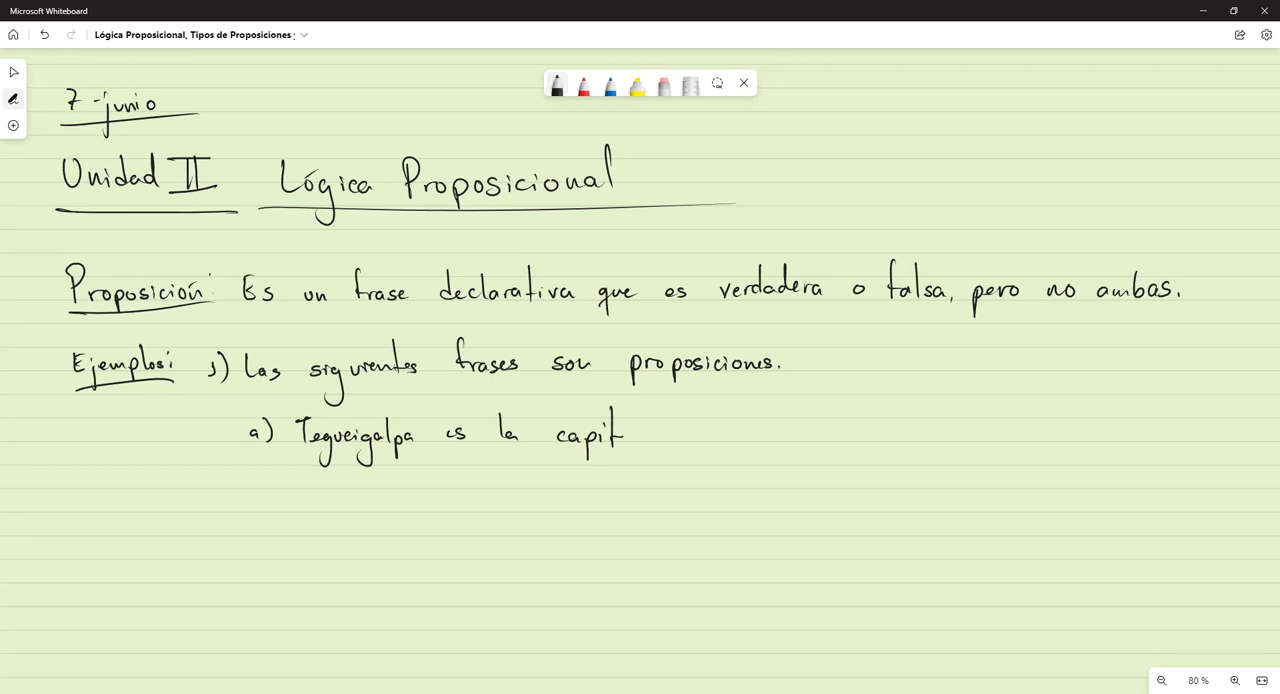 Microsoft Whiteboard
Lógica Proposicional, Tipos de Proposiciones
7-junio
Unidad II Lógica Proposicional
Proposición: Es un frase declarativa que es verdadera o falsa, pero no ambas.
Ejemplos: 1) Las siguientes frases son proposiciones.
a) Tegucigalpa es la capit
80 %